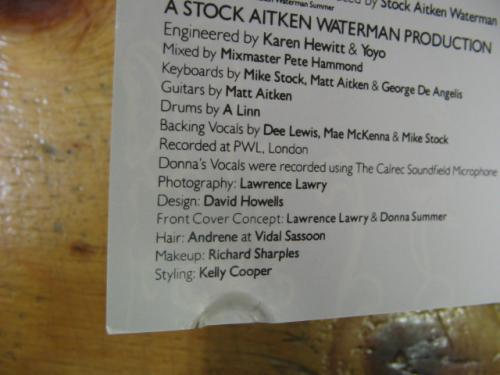 by Stock Aitken Waterman
Waterman Summer
A STOCK AITKEN WATERMAN PRODUCTION
Engineered by Karen Hewitt & Yoyo
Mixed by Mixmaster Pete Hammond
Keyboards by Mike Stock, Matt Aitken & George De Angelis
Guitars by Matt Aitken
Drums by A Linn
Backing Vocals by Dee Lewis, Mae McKenna & Mike Stock
Recorded at PWL, London
Donna's Vocals were recorded using The Calrec Soundfield Microphone
Photography: Lawrence Lawry
Design: David Howells
Front Cover Concept: Lawrence Lawry & Donna Summer
Hair: Andrene at Vidal Sassoon
Makeup: Richard Sharples
Styling: Kelly Cooper